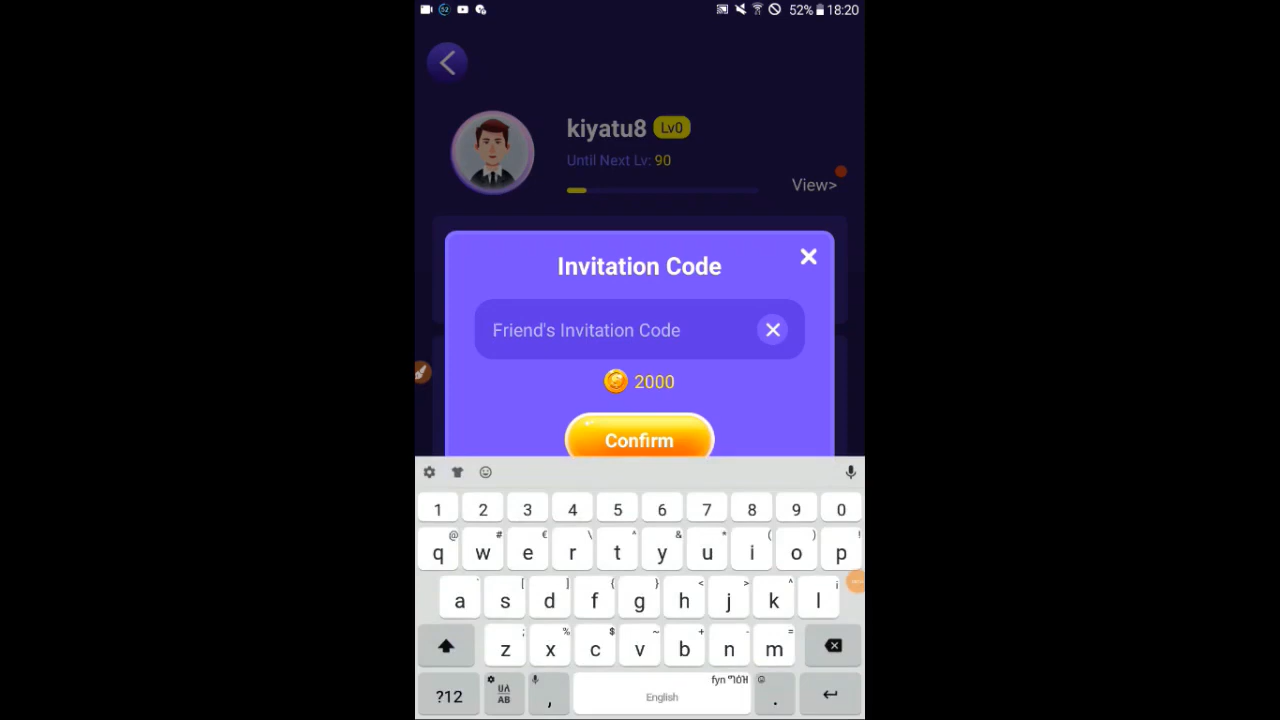 52% 18:20
kiyatu8 Lv0
Until Next Lv: 90
View>
Invitation Code
Friend's Invitation Code
2000
Confirm
1 2 3 4 5 6 7 8 9 0
q w e r t y u i o p
a s d f g h j k l
z x c v b n m
?12 , English .